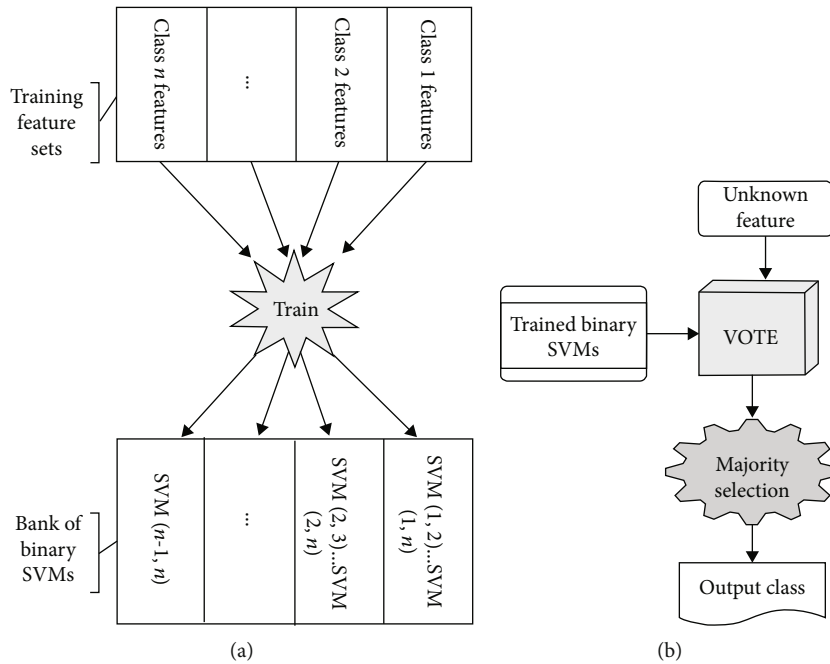 Training
feature
sets
Class n features
...
Class 2 features
Class 1 features
Train
Bank of
binary
SVMs
SVM (n-1, n)
...
SVM (2, 3)...SVM
(2, n)
SVM (1, 2)...SVM
(1, n)
(a)
Unknown
feature
Trained binary
SVMs
VOTE
Majority
selection
Output class
(b)